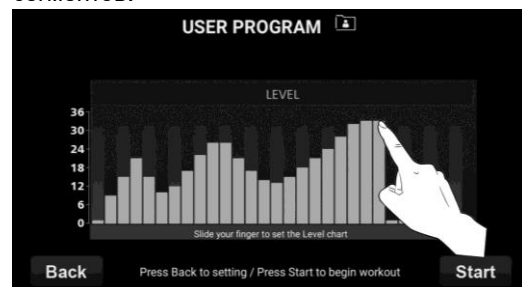 USER PROGRAM
LEVEL
36
30
24
18
12
6
0
Slide your finger to set the Level chart
Back
Press Back to setting / Press Start to begin workout
Start